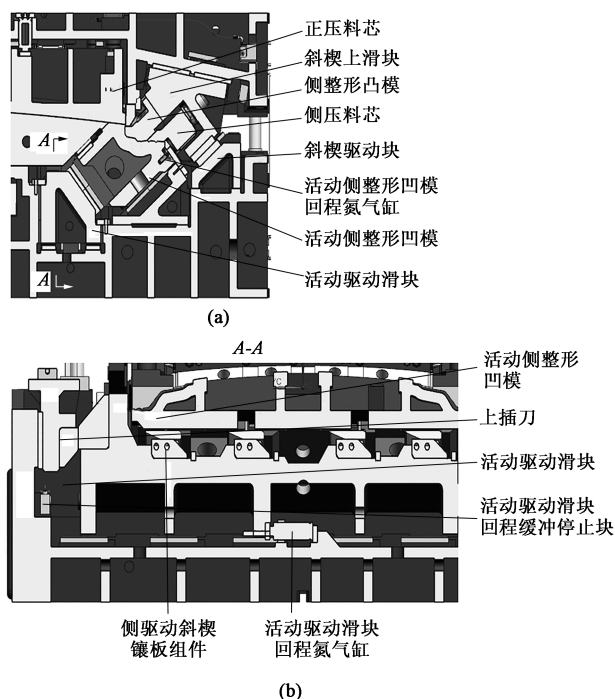 正压料芯
斜楔上滑块
侧整形凸模
侧压料芯
斜楔驱动块
活动侧整形凹模
回程氮气缸
活动侧整形凹模
活动驱动滑块
A
A
(a)
A-A
活动侧整形
凹模
上插刀
活动驱动滑块
活动驱动滑块
回程缓冲停止块
侧驱动斜楔
镶板组件
活动驱动滑块
回程氮气缸
(b)